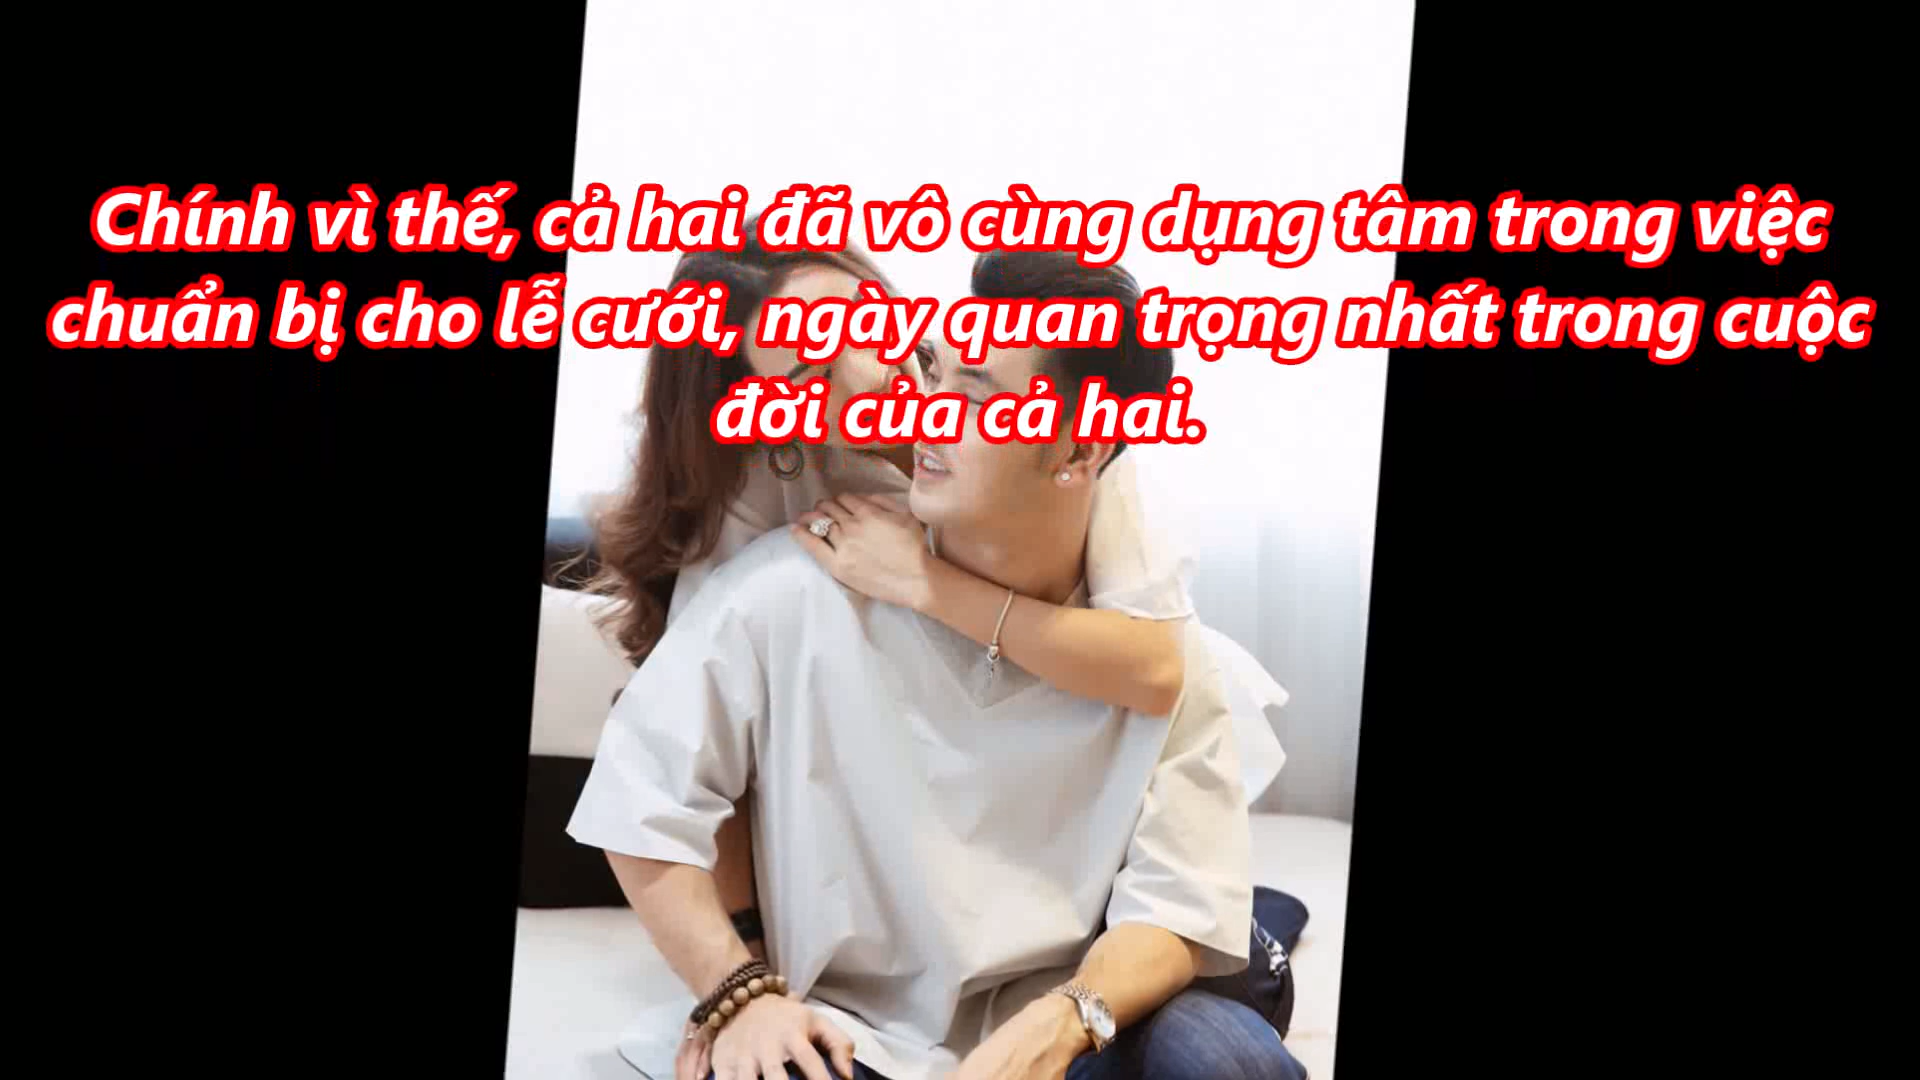 Chính vì thế, cả hai đã vô cùng dụng tâm trong việc
chuẩn bị cho lễ cưới, ngày quan trọng nhất trong cuộc
đời của cả hai.